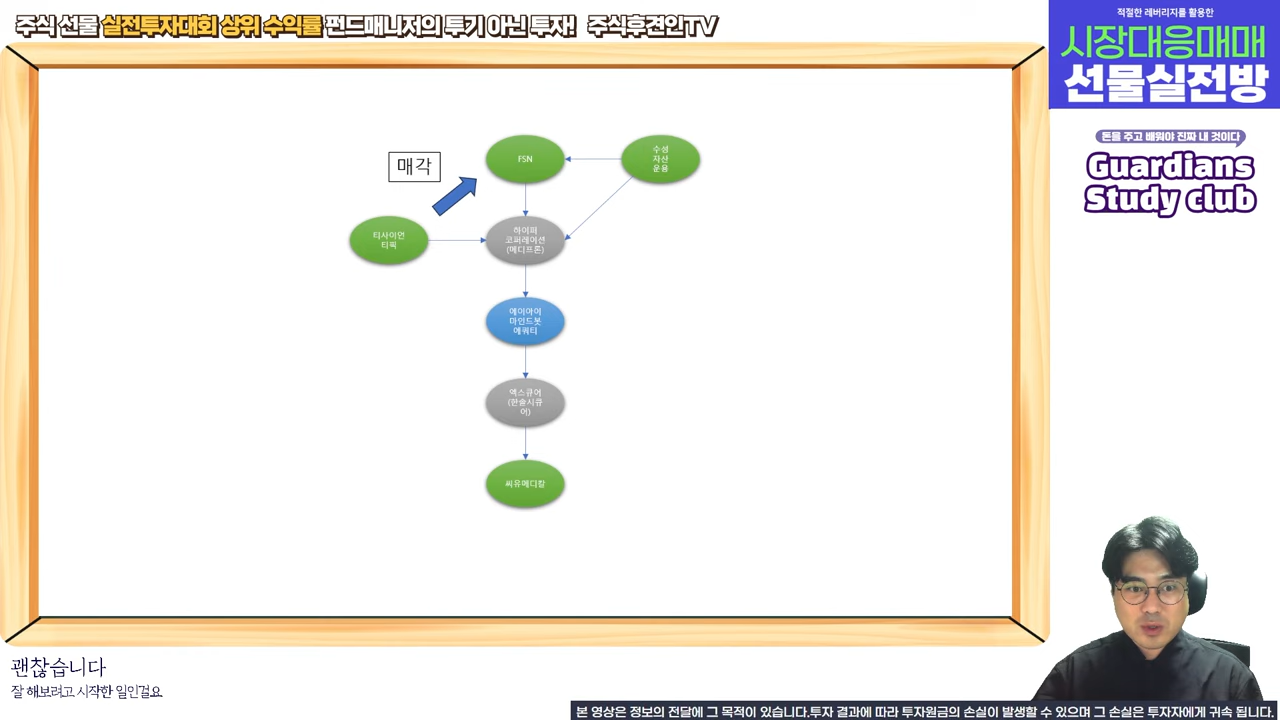 주식 선물 실전투자대회 상위 수익률 펀드매니저의 투기 아닌 투자! 주식후견인TV
적절한 레버리지를 활용한
시장대응매매
선물실전방
돈을 주고 배워야 진짜 내 것이다
Guardians
Study club
매각
FSN
수성
자산
운용
티사이언
티픽
하이퍼
코퍼레이션
(메디프론)
에이아이
마인드봇
에쿼티
엑스큐어
(한솔시큐
어)
씨유메디칼
괜찮습니다
잘 해보려고 시작한 일인걸요
본 영상은 정보의 전달에 그 목적이 있습니다.투자 결과에 따라 투자원금의 손실이 발생할 수 있으며 그 손실은 투자자에게 귀속 됩니다.